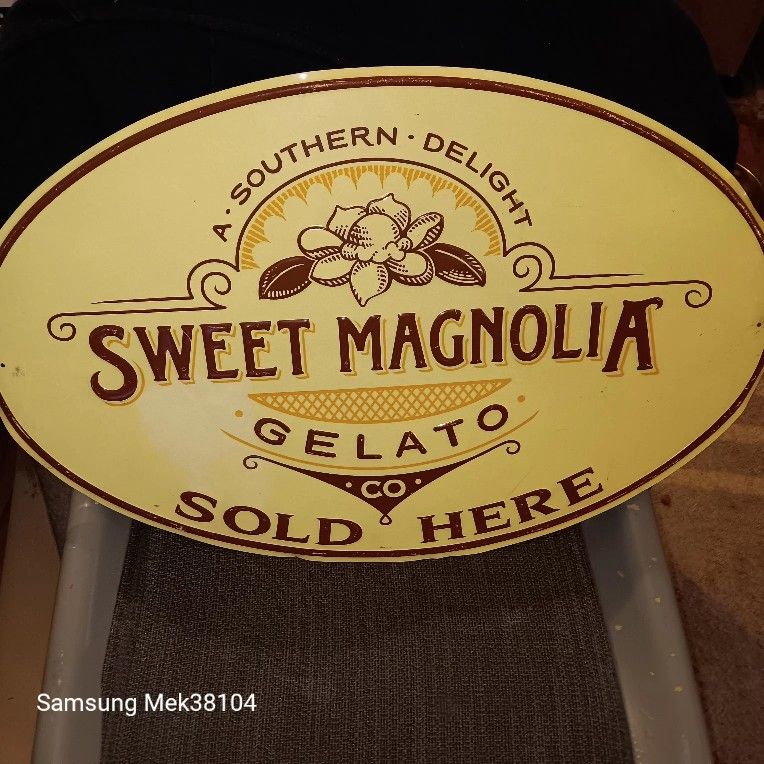 A · SOUTHERN · DELIGHT
SWEET MAGNOLIA
GELATO
· CO ·
SOLD HERE
Samsung Mek38104